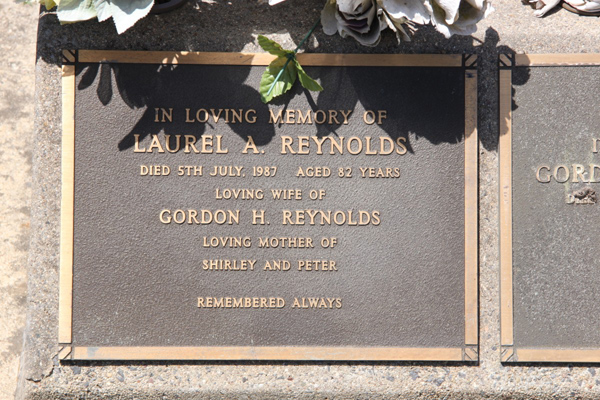 IN LOVING MEMORY OF
LAUREL A. REYNOLDS
DIED 5TH JULY, 1987 AGED 82 YEARS
LOVING WIFE OF
GORDON H. REYNOLDS
LOVING MOTHER OF
SHIRLEY AND PETER
REMEMBERED ALWAYS